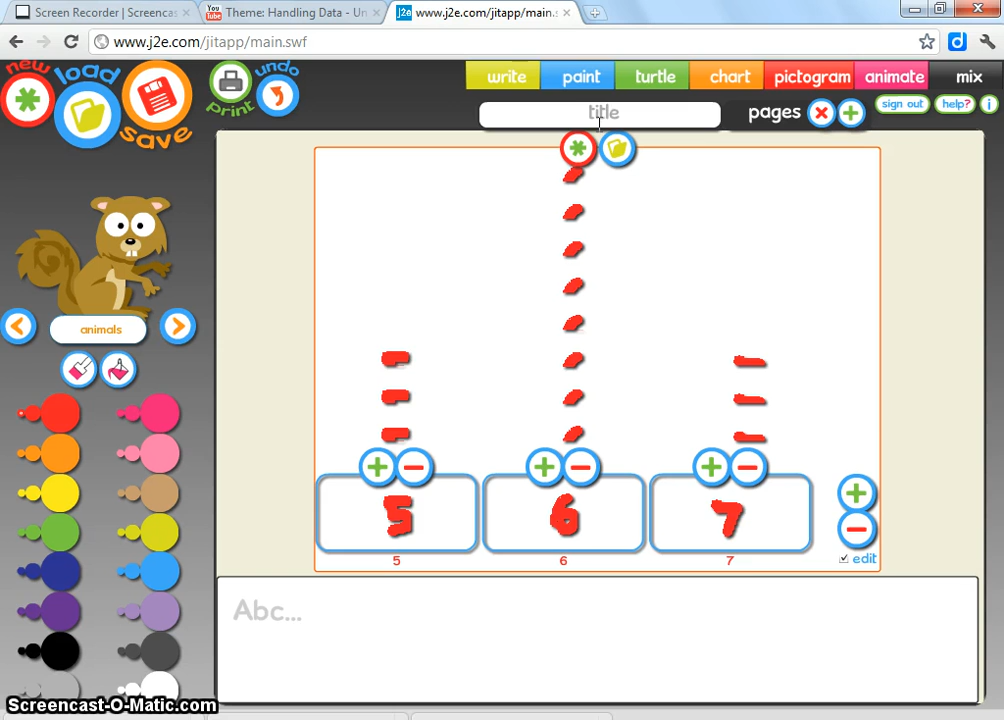 Screen Recorder | Screencas
Theme: Handling Data - Un
www.j2e.com/jitapp/main.s
www.j2e.com/jitapp/main.swf
new
load
save
print
undo
write
paint
turtle
chart
pictogram
animate
mix
title
pages
sign out
help?
i
animals
5
6
7
5
6
7
edit
Abc...
Screencast-O-Matic.com